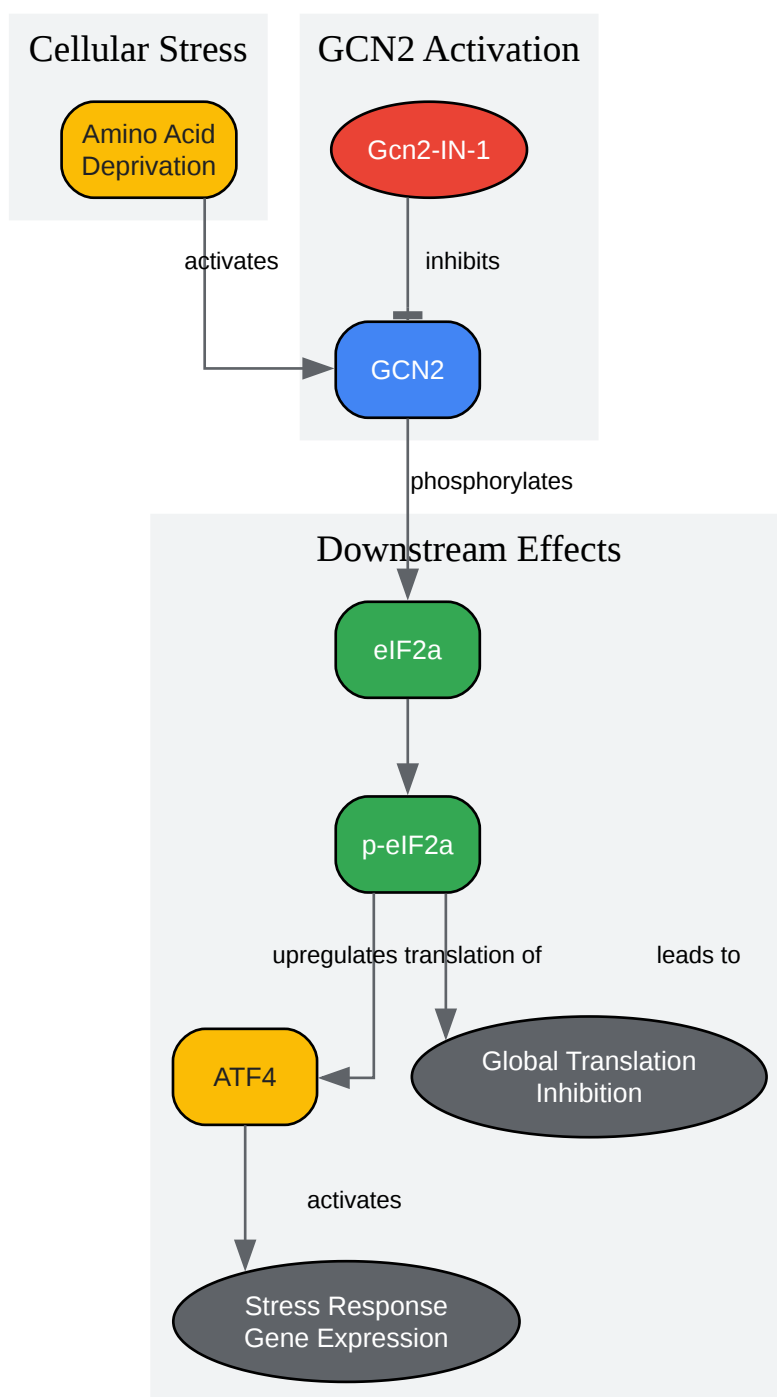 Cellular Stress
GCN2 Activation
Amino Acid
Deprivation
Gcn2-IN-1
activates
inhibits
GCN2
phosphorylates
Downstream Effects
eIF2a
p-eIF2a
upregulates translation of
leads to
ATF4
Global Translation
Inhibition
activates
Stress Response
Gene Expression